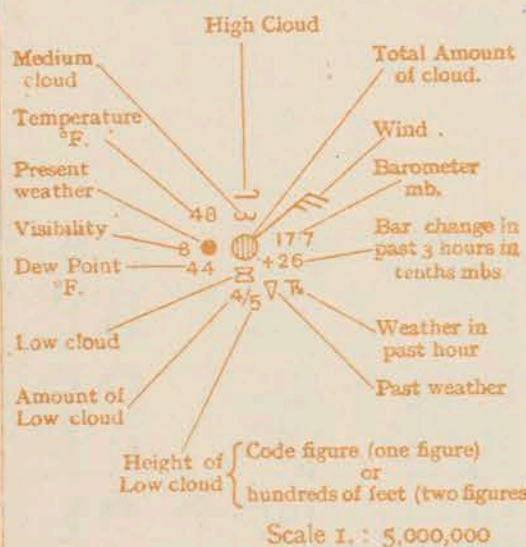 High Cloud
Medium cloud
Total Amount of cloud.
Temperature °F.
Wind .
Present weather
Barometer mb.
48
Visibility
8
177
Bar change in past 3 hours in tenths mbs
Dew Point °F.
44
+26
4/5
Low cloud
Weather in past hour
Amount of Low cloud
Past weather
Height of Low cloud
Code figure (one figure)
or
hundreds of feet (two figures
Scale 1. : 5,000,000